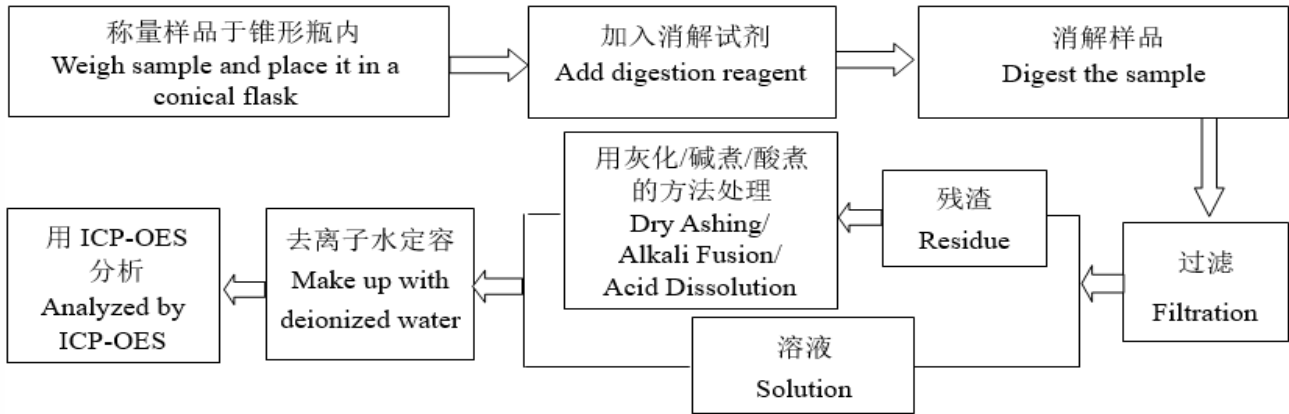 称量样品于锥形瓶内
Weigh sample and place it in a
conical flask
加入消解试剂
Add digestion reagent
消解样品
Digest the sample
过滤
Filtration
残渣
Residue
用灰化/碱煮/酸煮
的方法处理
Dry Ashing/
Alkali Fusion/
Acid Dissolution
溶液
Solution
去离子水定容
Make up with
deionized water
用 ICP-OES
分析
Analyzed by
ICP-OES